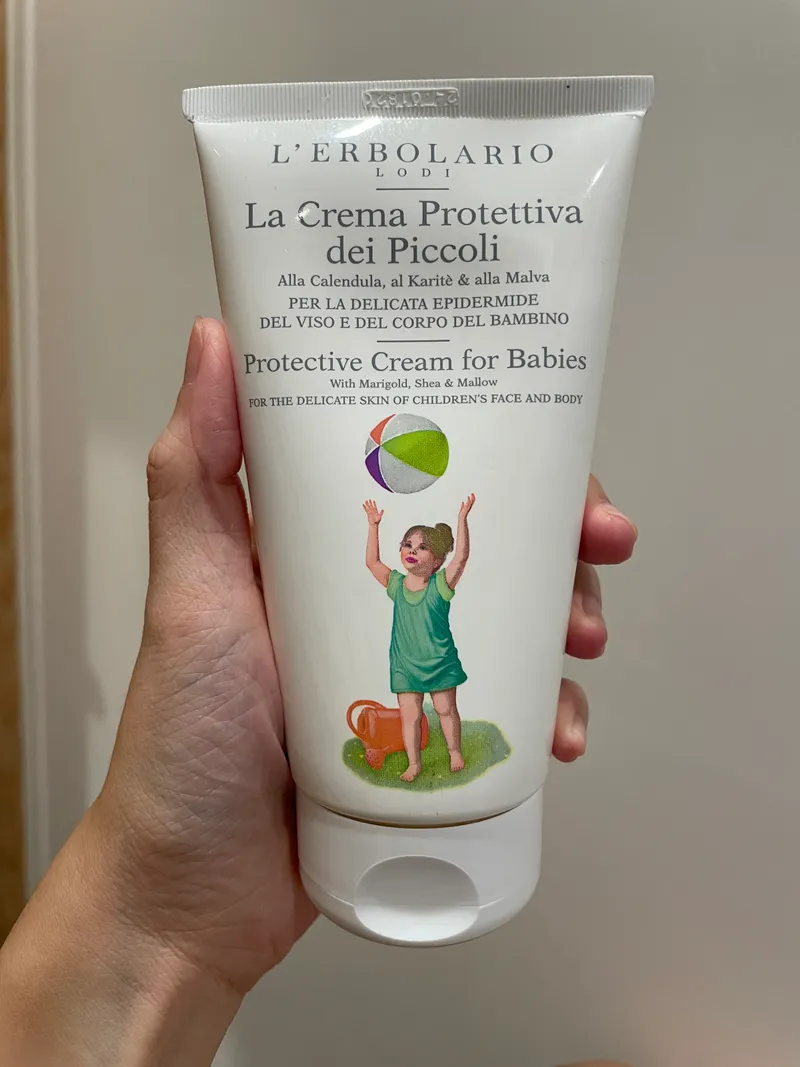 L'ERBOLARIO
LODI
La Crema Protettiva
dei Piccoli
Alla Calendula, al Karitè & alla Malva
PER LA DELICATA EPIDERMIDE
DEL VISO E DEL CORPO DEL BAMBINO
Protective Cream for Babies
With Marigold, Shea & Mallow
FOR THE DELICATE SKIN OF CHILDREN'S FACE AND BODY